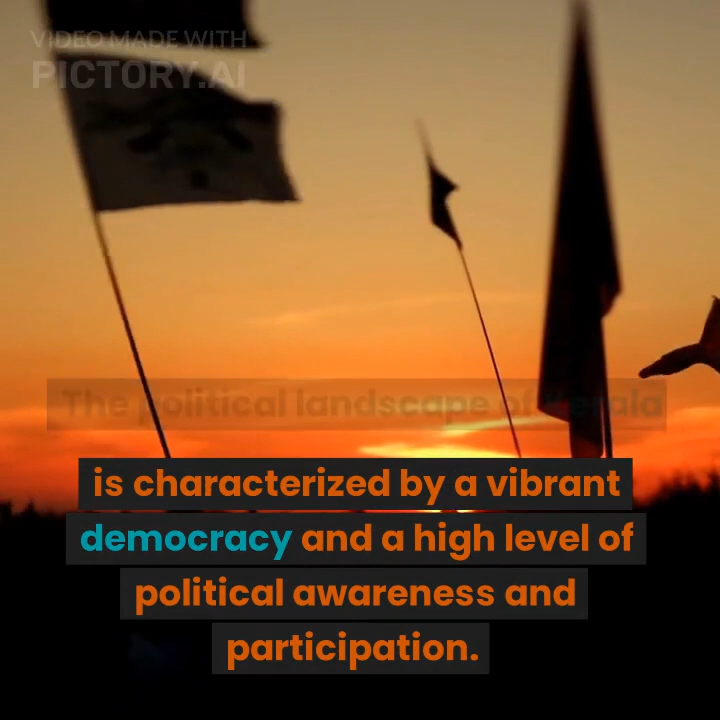 VIDEO MADE WITH
PICTORY.AI
The political landscape of Kerala
is characterized by a vibrant
democracy and a high level of
political awareness and
participation.